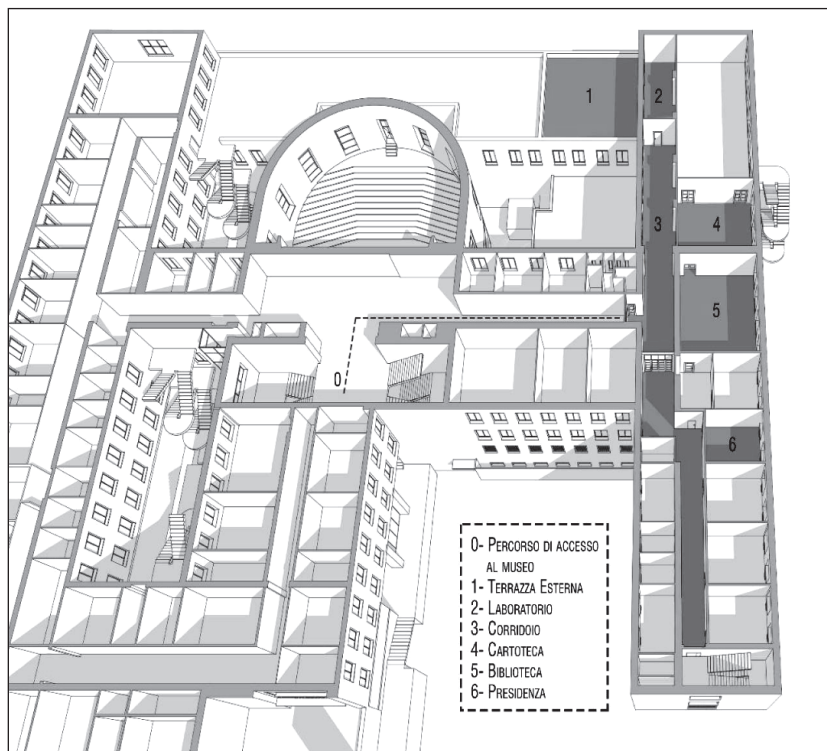 1
2
3
4
5
0
6
0- PERCORSO DI ACCESSO
AL MUSEO
1- TERRAZZA ESTERNA
2- LABORATORIO
3- CORRIDOIO
4- CARTOTECA
5- BIBLIOTECA
6- PRESIDENZA